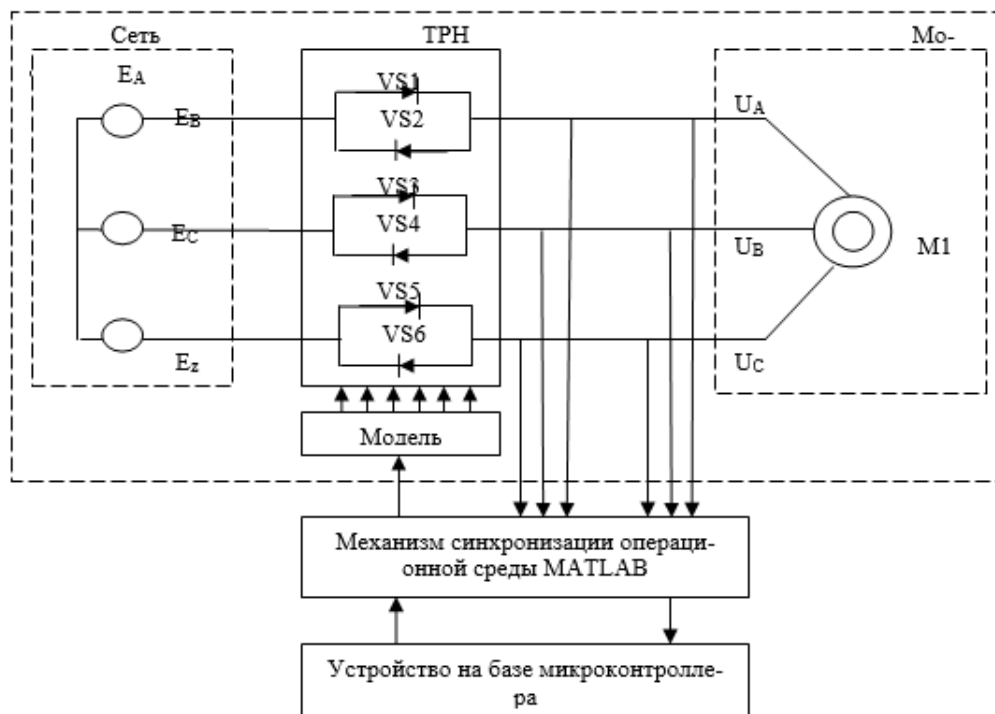 Сеть
ТРН
Мо-
EA
VS1
EB
VS2
UA
VS3
EC
VS4
UB
M1
VS5
VS6
Ez
UC
Модель
Механизм синхронизации операци-
онной среды MATLAB
Устройство на базе микроконтролле-
ра